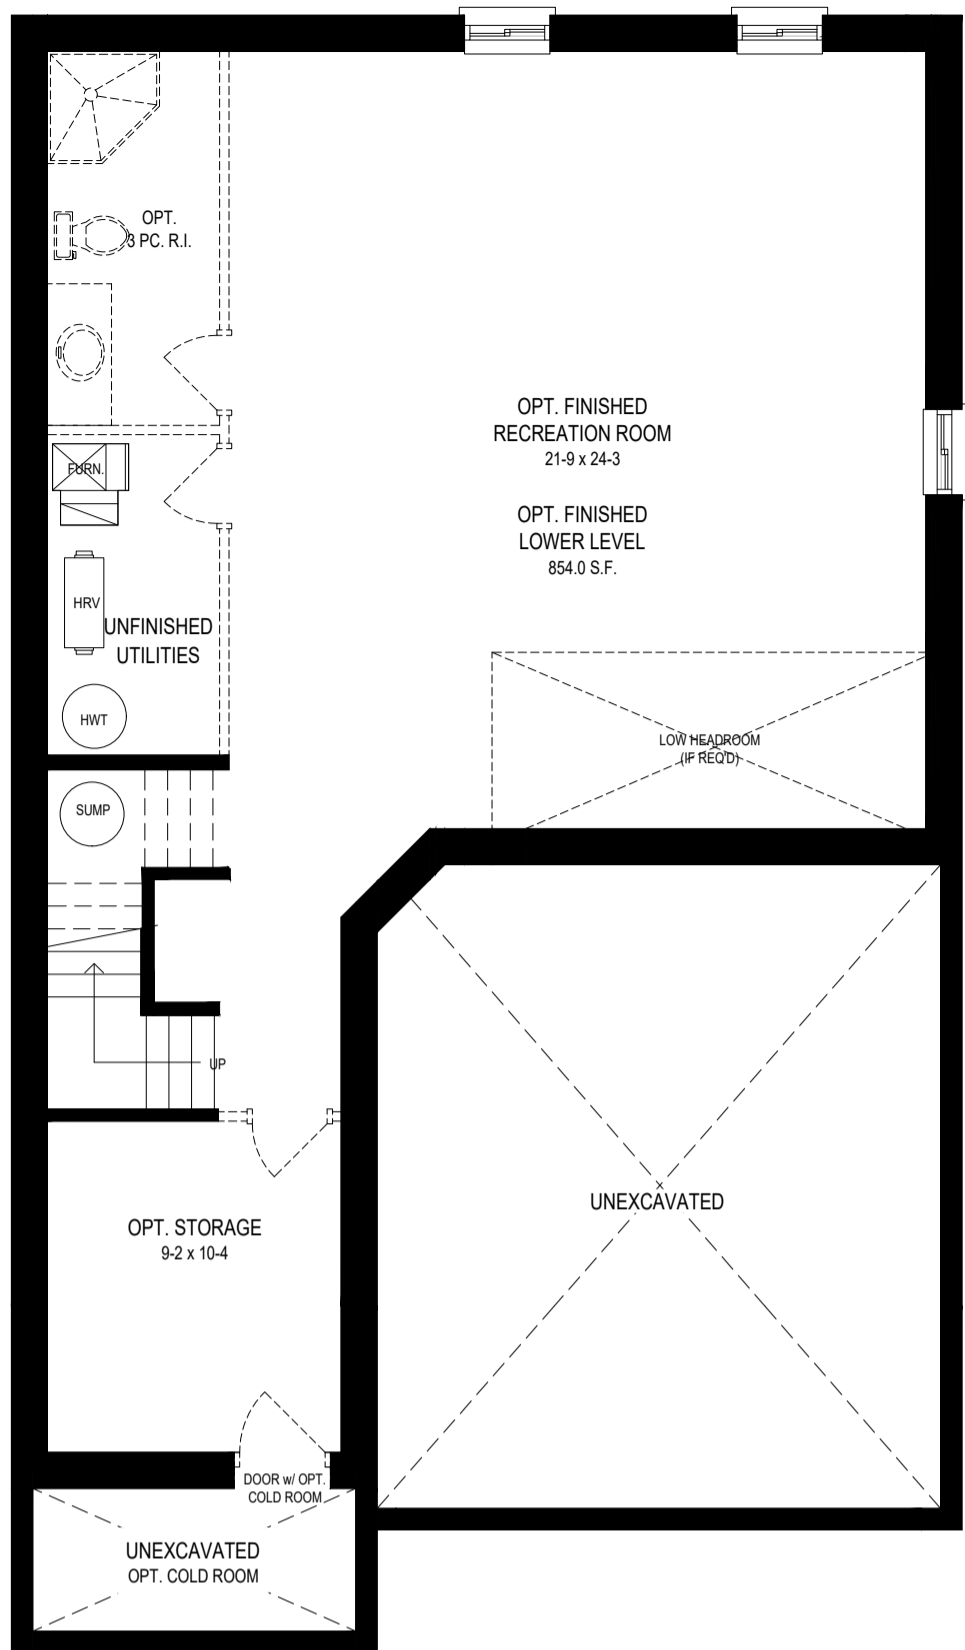 OPT.
3 PC. R.I.
OPT. FINISHED
RECREATION ROOM
21-9 x 24-3
OPT. FINISHED
LOWER LEVEL
854.0 S.F.
FURN.
HRV
UNFINISHED
UTILITIES
HWT
LOW HEADROOM
(IF REQ'D)
SUMP
UP
UNEXCAVATED
OPT. STORAGE
9-2 x 10-4
DOOR w/ OPT.
COLD ROOM
UNEXCAVATED
OPT. COLD ROOM